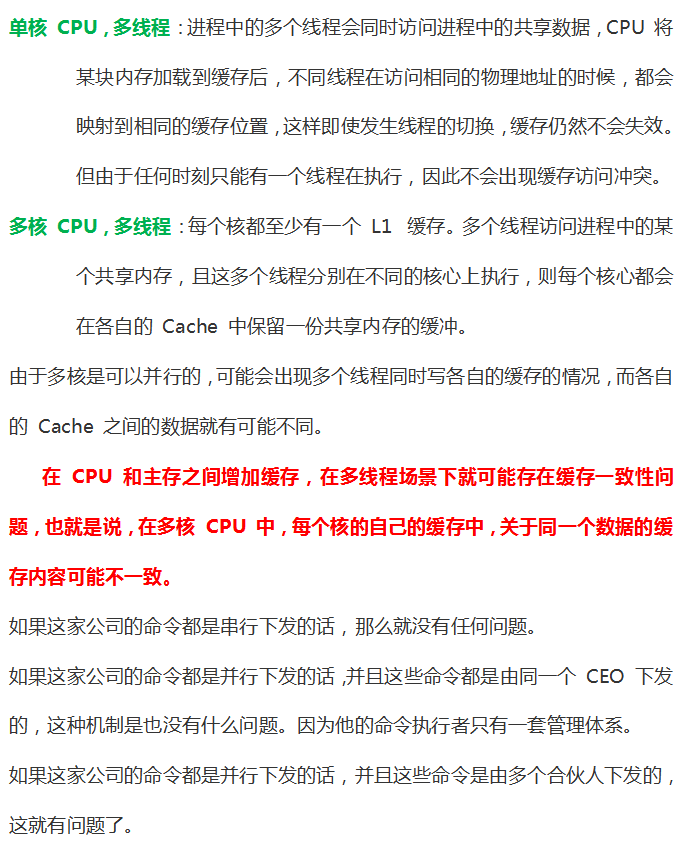 单核 CPU，多线程：进程中的多个线程会同时访问进程中的共享数据，CPU 将
某块内存加载到缓存后，不同线程在访问相同的物理地址的时候，都会
映射到相同的缓存位置，这样即使发生线程的切换，缓存仍然不会失效。
但由于任何时刻只能有一个线程在执行，因此不会出现缓存访问冲突。
多核 CPU，多线程：每个核都至少有一个 L1 缓存。多个线程访问进程中的某
个共享内存，且这多个线程分别在不同的核心上执行，则每个核心都会
在各自的 Cache 中保留一份共享内存的缓冲。
由于多核是可以并行的，可能会出现多个线程同时写各自的缓存的情况，而各自
的 Cache 之间的数据就有可能不同。
在 CPU 和主存之间增加缓存，在多线程场景下就可能存在缓存一致性问
题，也就是说，在多核 CPU 中，每个核的自己的缓存中，关于同一个数据的缓
存内容可能不一致。
如果这家公司的命令都是串行下发的话，那么就没有任何问题。
如果这家公司的命令都是并行下发的话，并且这些命令都是由同一个 CEO 下发
的，这种机制是也没有什么问题。因为他的命令执行者只有一套管理体系。
如果这家公司的命令都是并行下发的话，并且这些命令是由多个合伙人下发的，
这就有问题了。